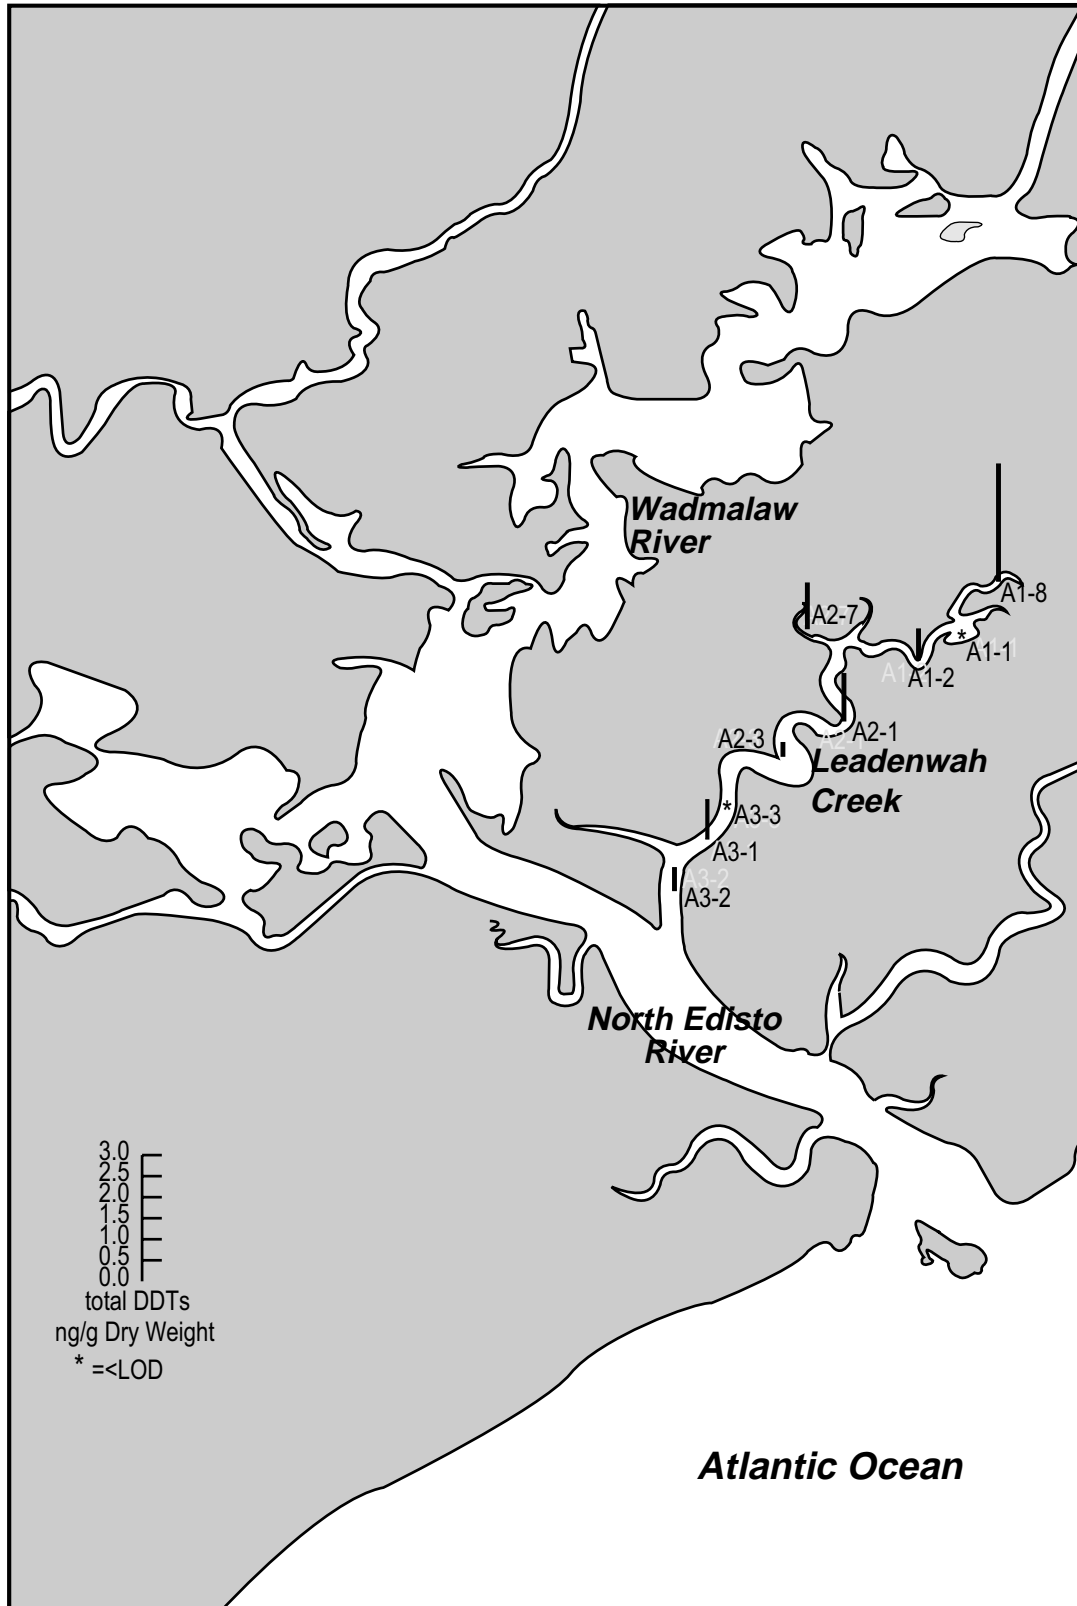 Wadmalaw
River
A1-8
A2-7
A1-1
A1-2
A2-1
A2-3
Leadenwah
Creek
*A3-3
A3-1
A3-2
A3-2
North Edisto
River
3.0
2.5
2.0
1.5
1.0
0.5
0.0
total DDTs
ng/g Dry Weight
* =<LOD
Atlantic Ocean